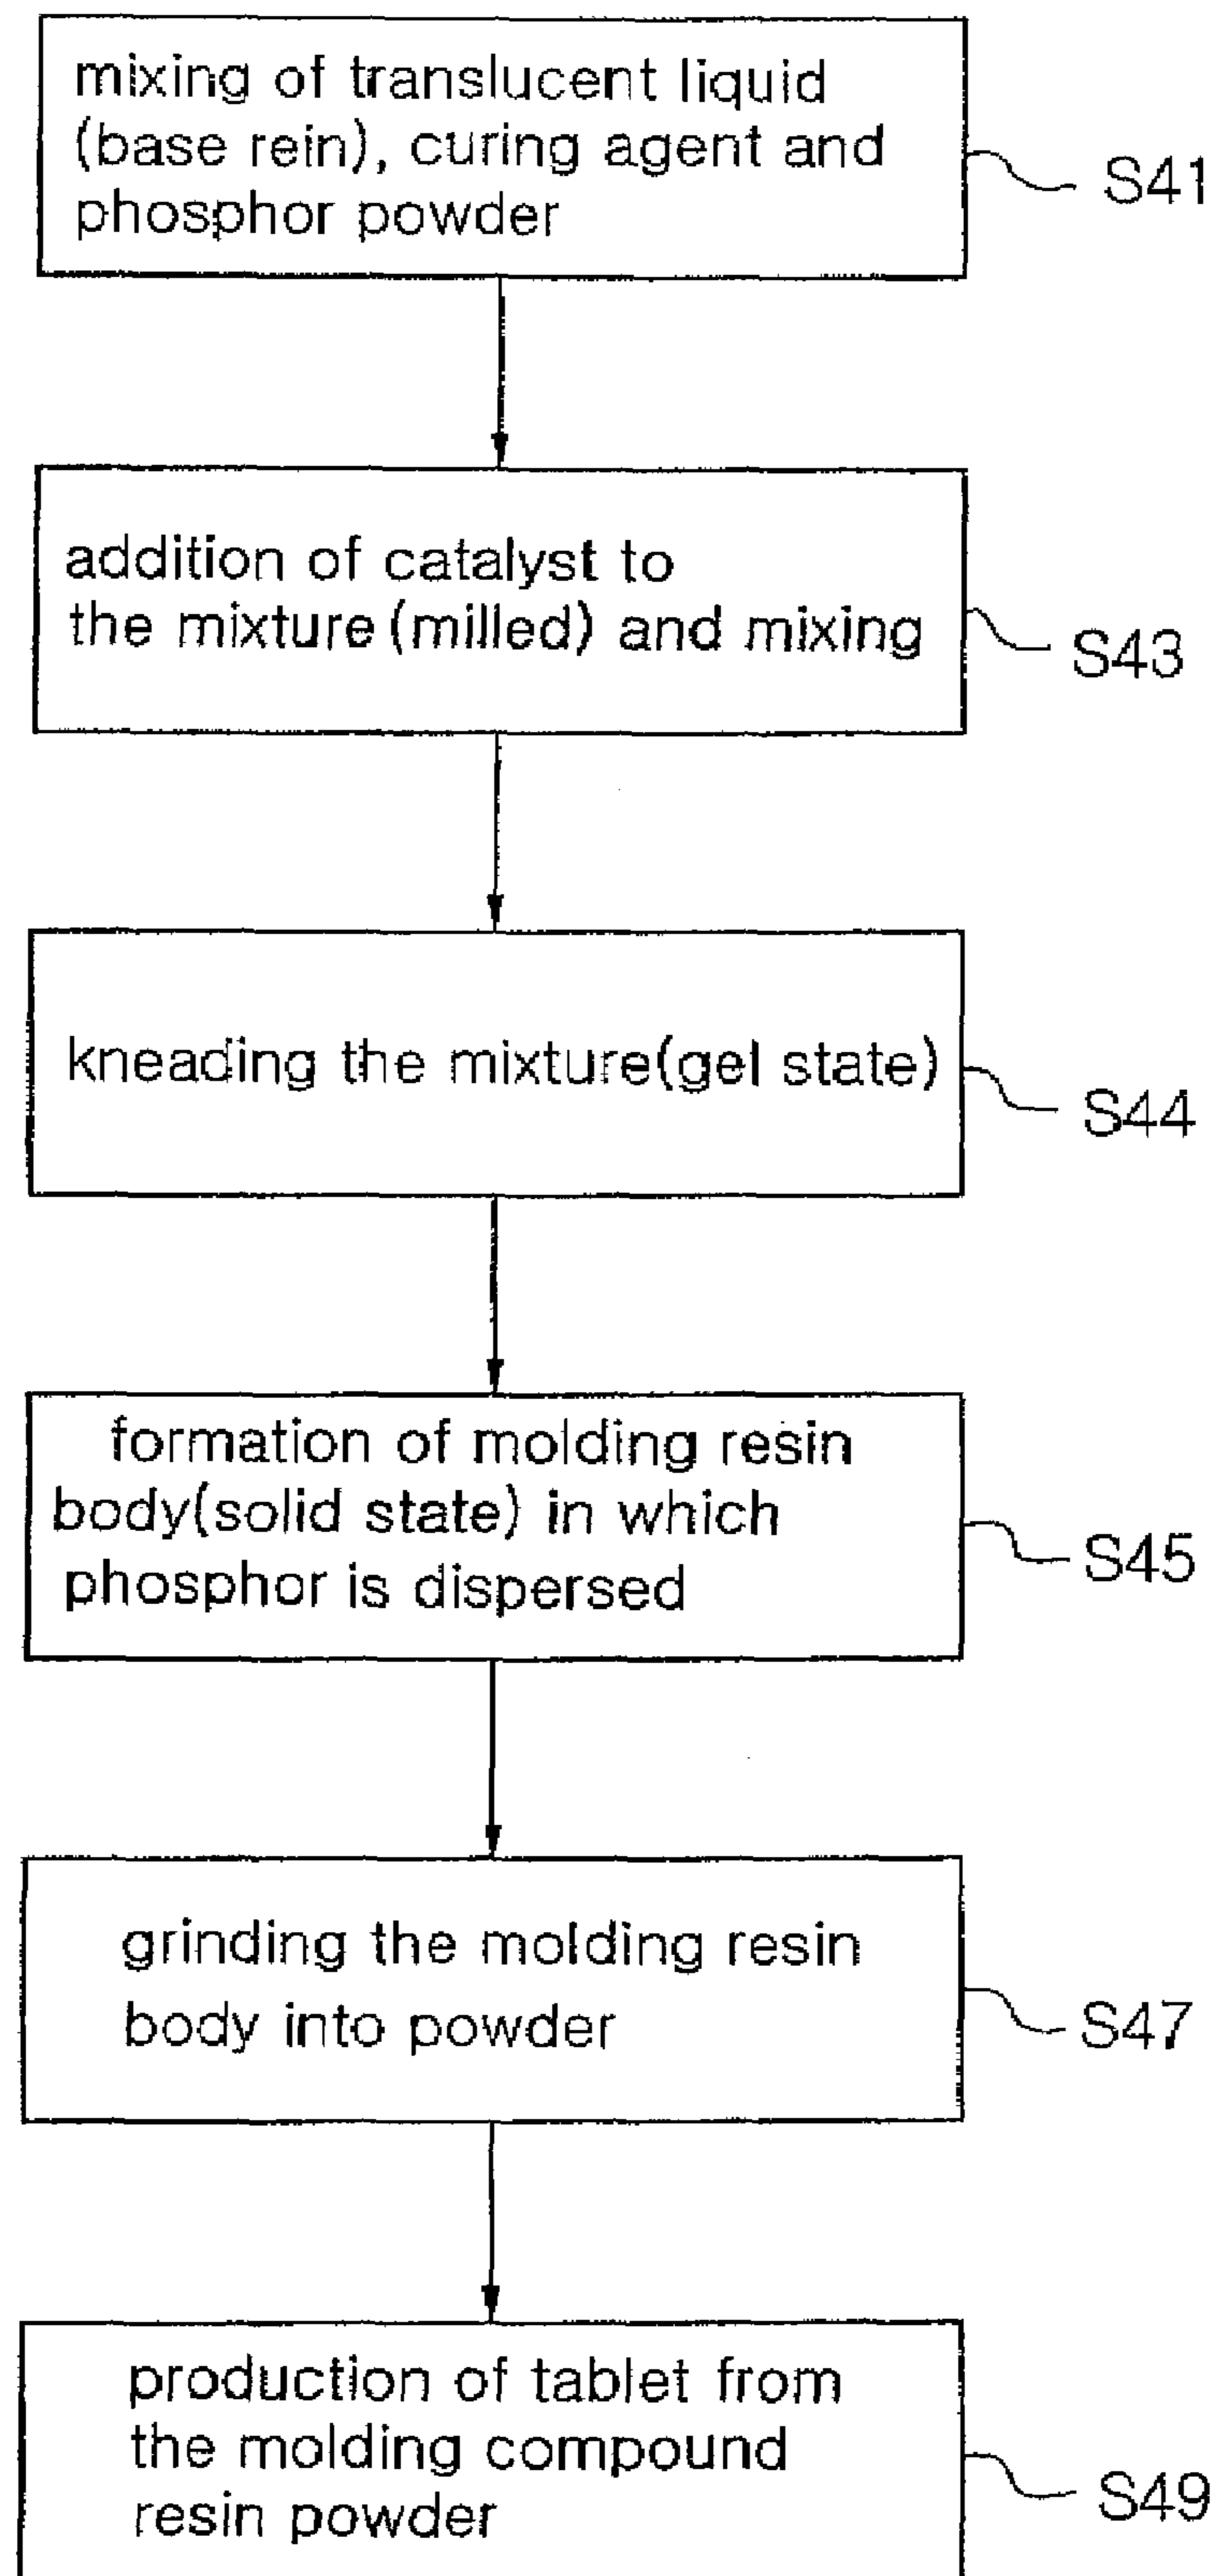 mixing of translucent liquid
(base rein), curing agent and
phosphor powder
S41
addition of catalyst to
the mixture (milled) and mixing
S43
kneading the mixture(gel state)
S44
formation of molding resin
body(solid state) in which
phosphor is dispersed
S45
grinding the molding resin
body into powder
S47
production of tablet from
the molding compound
resin powder
S49